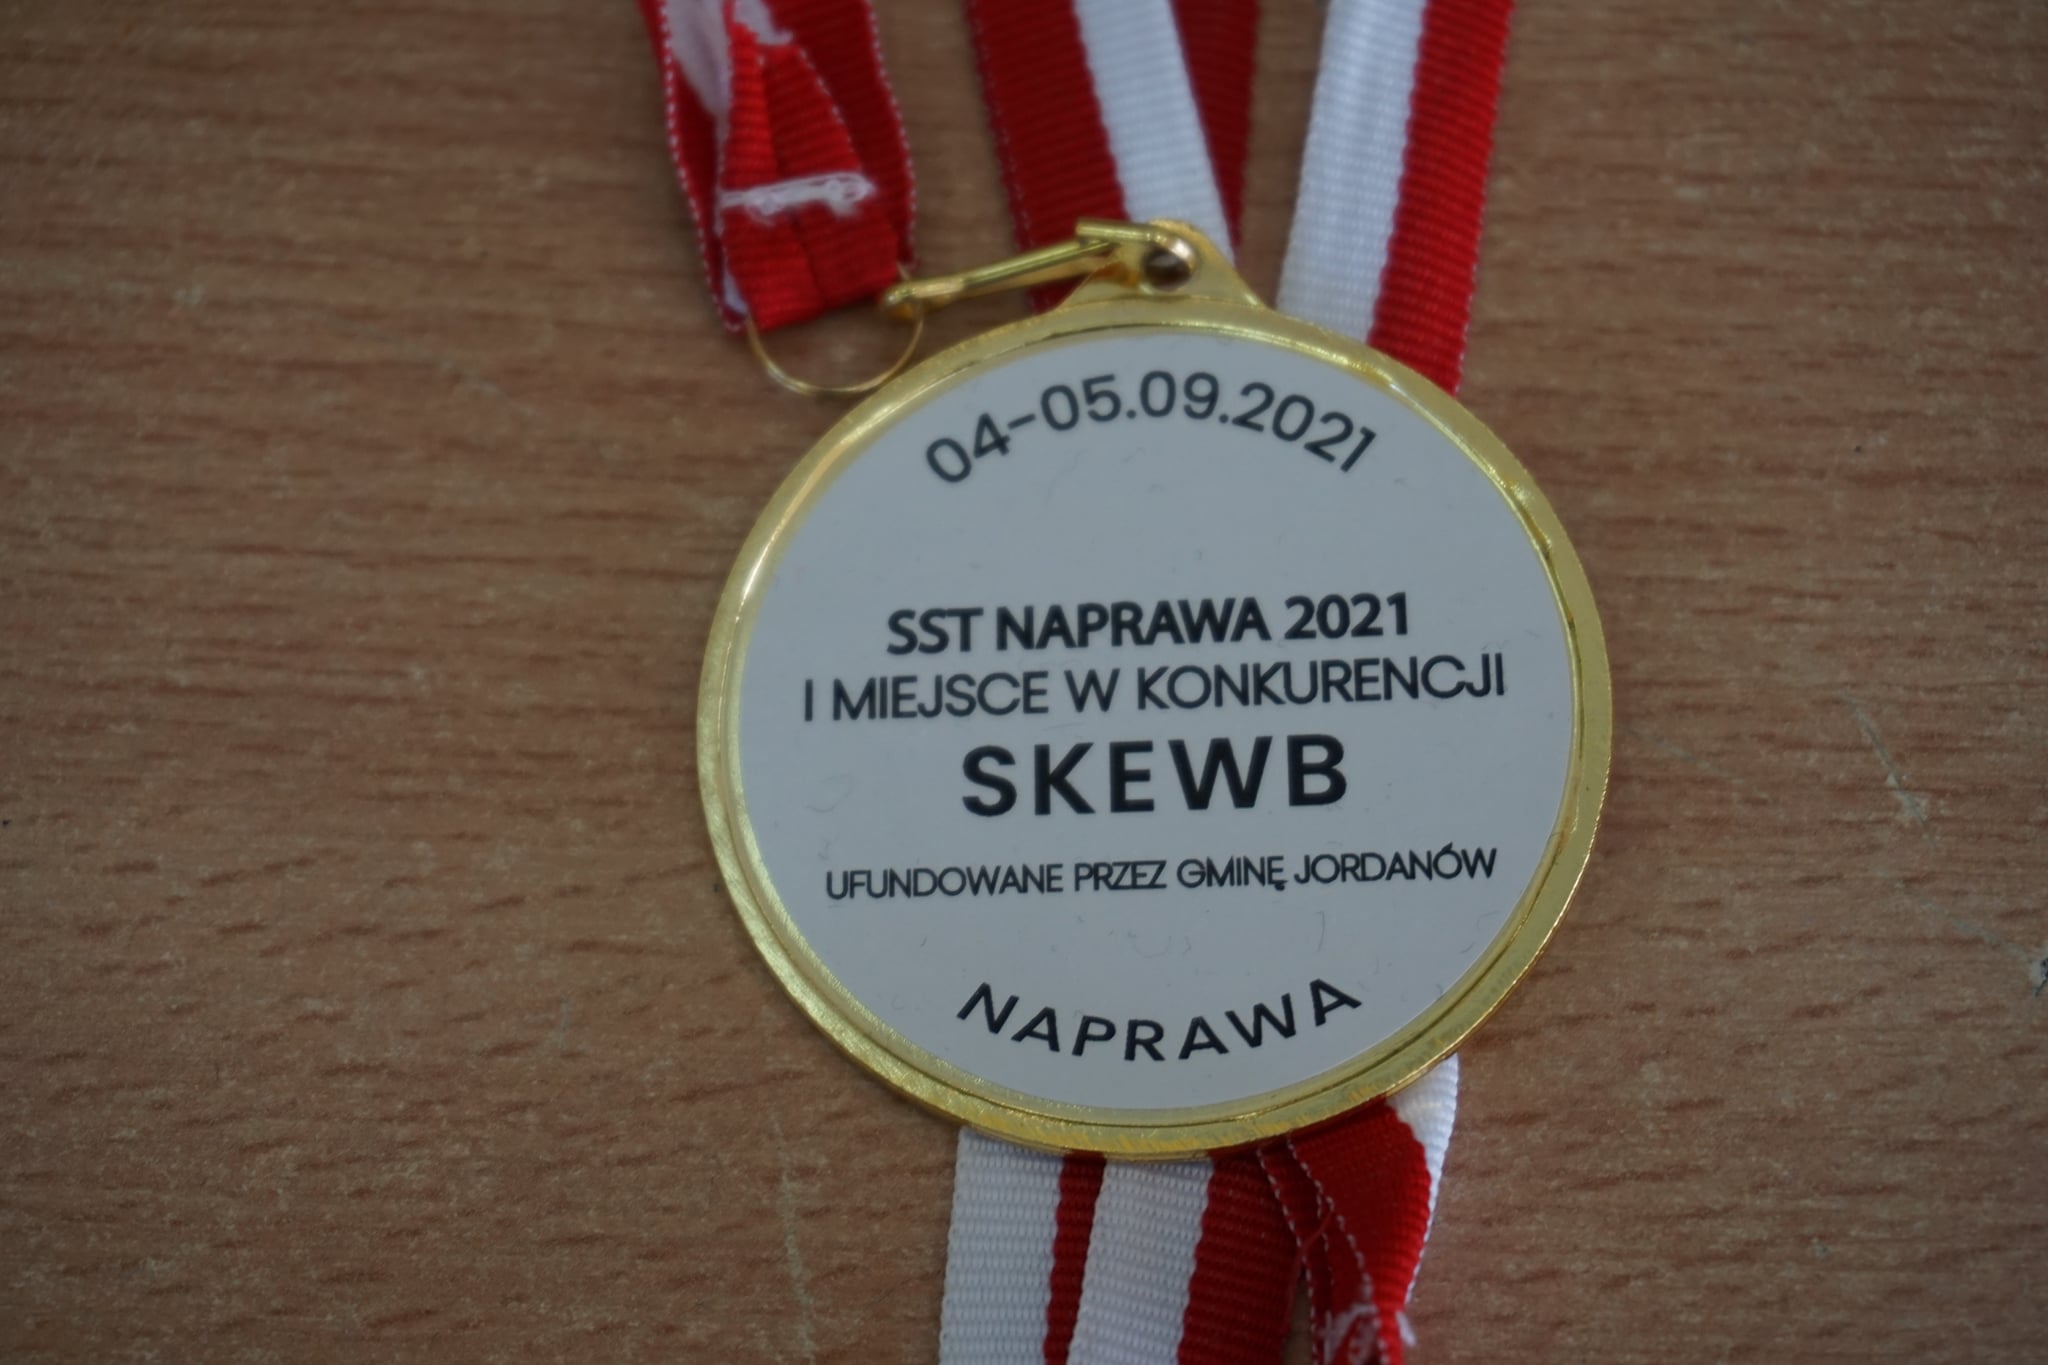 04-05.09.2021
SST NAPRAWA 2021
I MIEJSCE W KONKURENCJI
SKEWB
UFUNDOWANE PRZEZ GMINĘ JORDANÓW
NAPRAWA